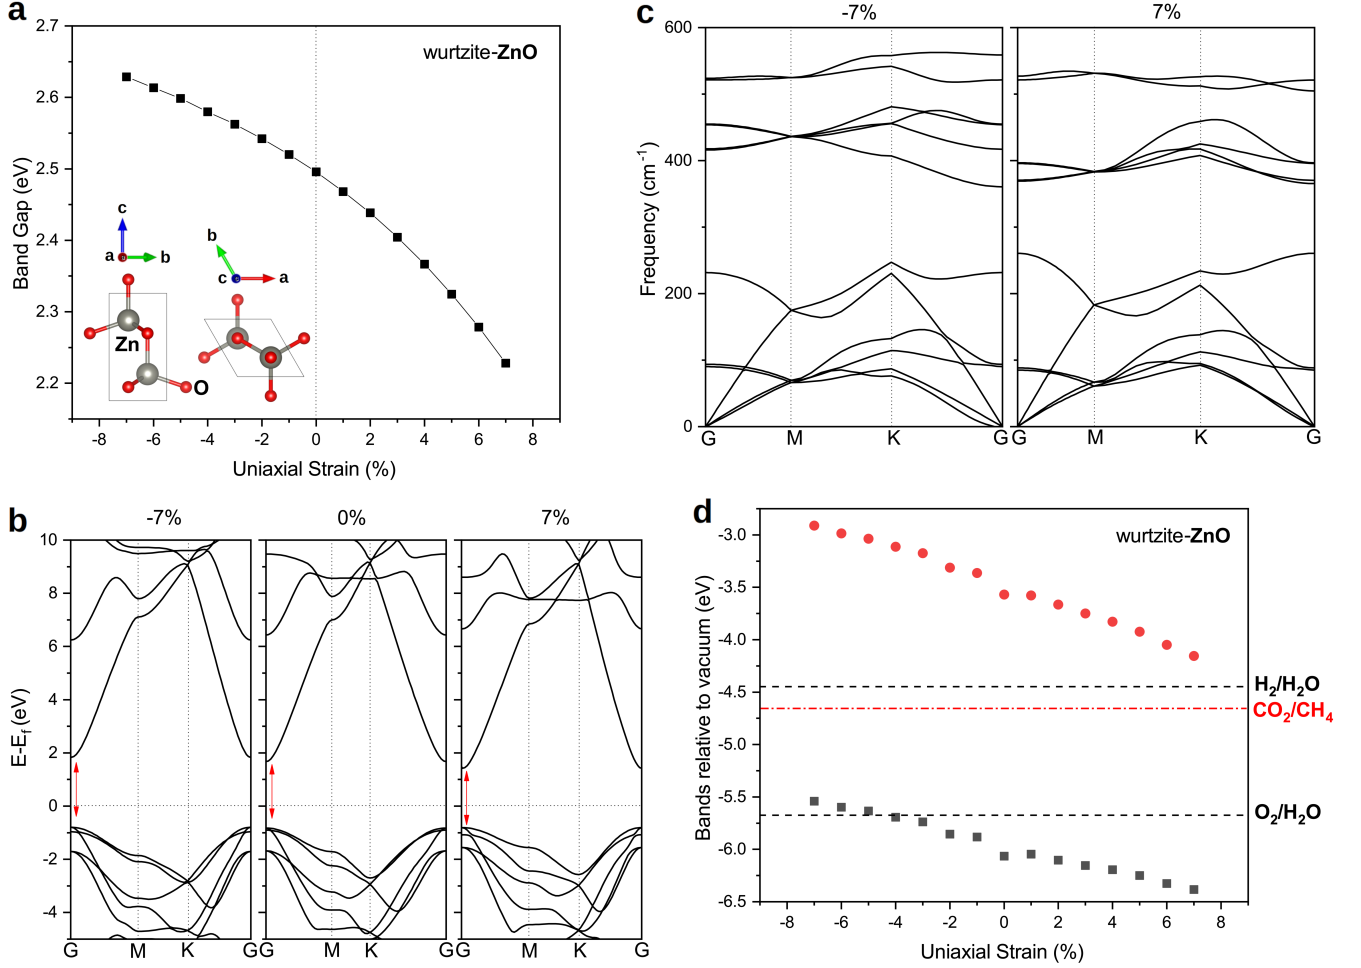 a
2.7
2.6
2.5
2.4
2.3
2.2
Band Gap (eV)
wurtzite-ZnO
c
a
b
b
c
a
Zn
O
-8
-6
-4
-2
0
2
4
6
8
Uniaxial Strain (%)
c
-7%
7%
600
400
200
0
Frequency (cm⁻¹)
G
M
K
G
G
M
K
G
b
-7%
0%
7%
10
8
6
4
2
0
-2
-4
E-E_f (eV)
G
M
K
G
G
M
K
G
G
M
K
G
d
-3.0
-3.5
-4.0
-4.5
-5.0
-5.5
-6.0
-6.5
Bands relative to vacuum (eV)
wurtzite-ZnO
H₂/H₂O
CO₂/CH₄
O₂/H₂O
-8
-6
-4
-2
0
2
4
6
8
Uniaxial Strain (%)